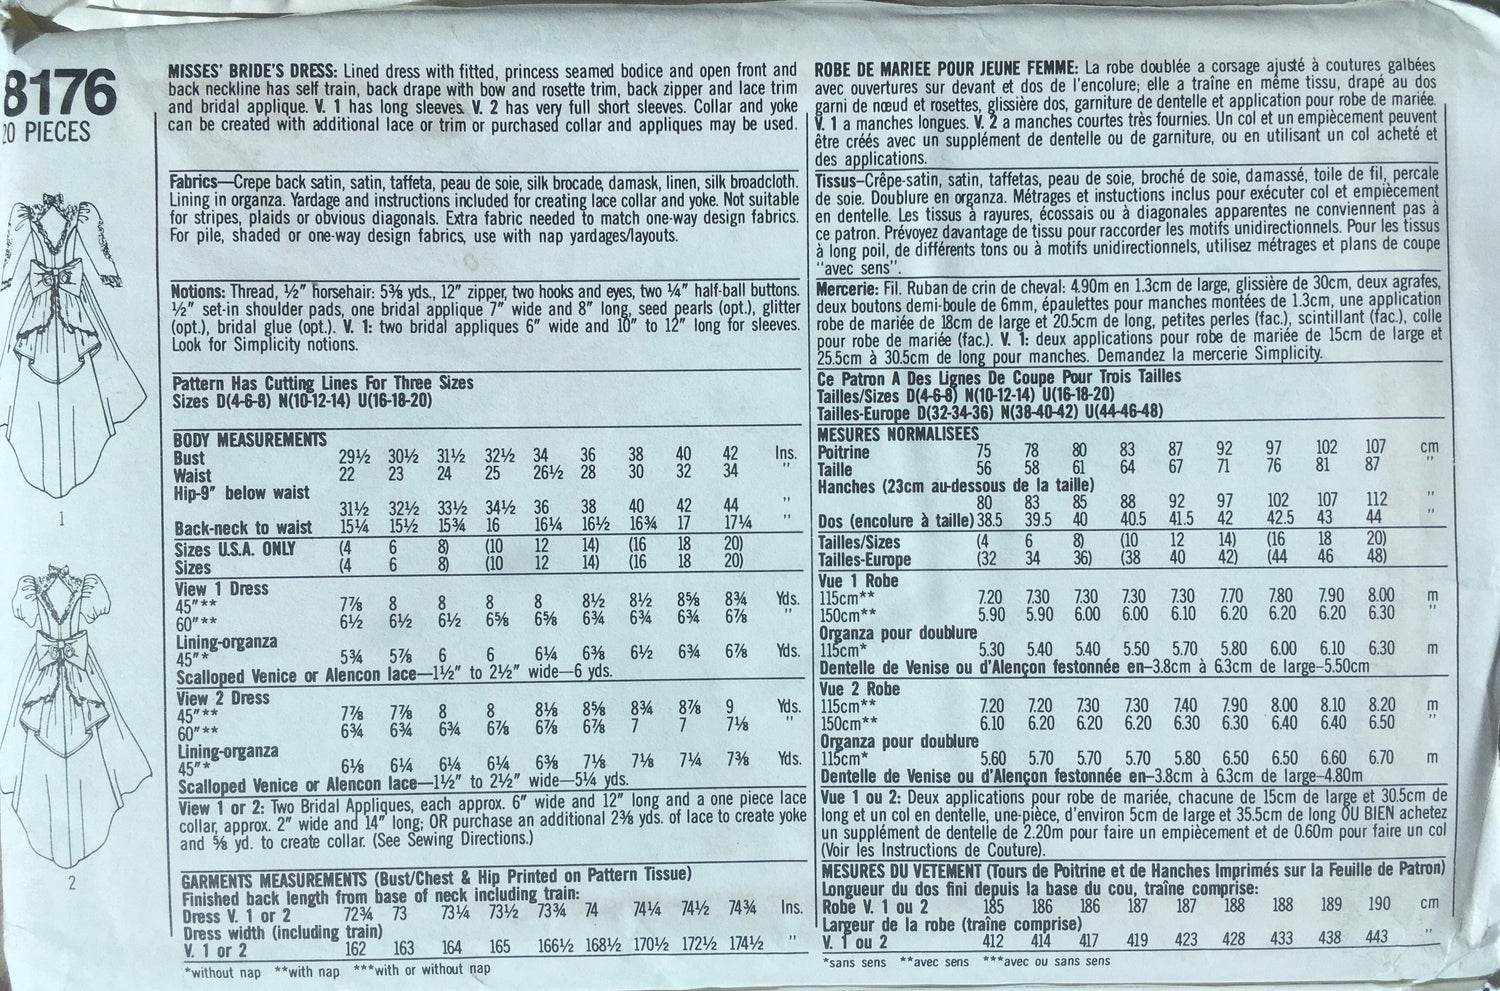 8176
20 PIECES
1
2
MISSES' BRIDE'S DRESS: Lined dress with fitted, princess seamed bodice and open front and
back neckline has self train, back drape with bow and rosette trim, back zipper and lace trim
and bridal applique. V. 1 has long sleeves. V. 2 has very full short sleeves. Collar and yoke
can be created with additional lace or trim or purchased collar and appliques may be used.
Fabrics—Crepe back satin, satin, taffeta, peau de soie, silk brocade, damask, linen, silk broadcloth.
Lining in organza. Yardage and instructions included for creating lace collar and yoke. Not suitable
for stripes, plaids or obvious diagonals. Extra fabric needed to match one-way design fabrics.
For pile, shaded or one-way design fabrics, use with nap yardages/layouts.
Notions: Thread, ½" horsehair: 5⅜ yds., 12" zipper, two hooks and eyes, two ¼" half-ball buttons.
½" set-in shoulder pads, one bridal applique 7" wide and 8" long, seed pearls (opt.), glitter
(opt.), bridal glue (opt.). V. 1: two bridal appliques 6" wide and 10" to 12" long for sleeves.
Look for Simplicity notions.
Pattern Has Cutting Lines For Three Sizes
Sizes D(4-6-8) N(10-12-14) U(16-18-20)
BODY MEASUREMENTS
Bust 29½ 30½ 31½ 32½ 34 36 38 40 42 Ins.
Waist 22 23 24 25 26½ 28 30 32 34 "
Hip-9" below waist
31½ 32½ 33½ 34½ 36 38 40 42 44 "
Back-neck to waist 15¼ 15½ 15¾ 16 16¼ 16½ 16¾ 17 17¼ "
Sizes U.S.A. ONLY (4 6 8) (10 12 14) (16 18 20)
Sizes (4 6 8) (10 12 14) (16 18 20)
View 1 Dress
45"** 7⅞ 8 8 8 8 8½ 8½ 8⅝ 8¾ Yds.
60"** 6½ 6½ 6½ 6⅝ 6⅝ 6¾ 6¾ 6¾ 6⅞ "
Lining-organza
45"* 5¾ 5⅞ 6 6 6¼ 6⅜ 6½ 6¾ 6⅞ Yds.
Scalloped Venice or Alencon lace—1½" to 2½" wide—6 yds.
View 2 Dress
45"** 7⅞ 7⅞ 8 8 8⅛ 8⅝ 8¾ 8⅞ 9 Yds.
60"** 6¾ 6¾ 6¾ 6⅞ 6⅞ 6⅞ 7 7 7⅛ "
Lining-organza
45"* 6⅛ 6¼ 6¼ 6¼ 6⅜ 7⅛ 7⅛ 7¼ 7⅜ Yds.
Scalloped Venice or Alencon lace—1½" to 2½" wide—5¼ yds.
View 1 or 2: Two Bridal Appliques, each approx. 6" wide and 12" long and a one piece lace
collar, approx. 2" wide and 14" long; OR purchase an additional 2⅜ yds. of lace to create yoke
and ⅝ yd. to create collar. (See Sewing Directions.)
GARMENTS MEASUREMENTS (Bust/Chest & Hip Printed on Pattern Tissue)
Finished back length from base of neck including train:
Dress V. 1 or 2 72¾ 73 73¼ 73½ 73¾ 74 74¼ 74½ 74¾ Ins.
Dress width (including train)
V. 1 or 2 162 163 164 165 166½ 168½ 170½ 172½ 174½ "
*without nap **with nap ***with or without nap
ROBE DE MARIEE POUR JEUNE FEMME: La robe doublée a corsage ajusté à coutures galbées
avec ouvertures sur devant et dos de l'encolure; elle a traîne en même tissu, drapé au dos
garni de nœud et rosettes, glissière dos, garniture de dentelle et application pour robe de mariée.
V. 1 a manches longues. V. 2 a manches courtes très fournies. Un col et un empiècement peuvent
être créés avec un supplément de dentelle ou de garniture, ou en utilisant un col acheté et
des applications.
Tissus–Crêpe-satin, satin, taffetas, peau de soie, broché de soie, damassé, toile de fil, percale
de soie. Doublure en organza. Métrages et instuctions inclus pour exécuter col et empiècement
en dentelle. Les tissus à rayures, écossais ou à diagonales apparentes ne conviennent pas à
ce patron. Prévoyez davantage de tissu pour raccorder les motifs unidirectionnels. Pour les tissus
à long poil, de différents tons ou à motifs unidirectionnels, utilisez métrages et plans de coupe
"avec sens".
Mercerie: Fil. Ruban de crin de cheval: 4.90m en 1.3cm de large, glissière de 30cm, deux agrafes,
deux boutons demi-boule de 6mm, épaulettes pour manches montées de 1.3cm, une application
robe de mariée de 18cm de large et 20.5cm de long, petites perles (fac.), scintillant (fac.), colle
pour robe de mariée (fac.). V. 1: deux applications pour robe de mariée de 15cm de large et
25.5cm à 30.5cm de long pour manches. Demandez la mercerie Simplicity.
Ce Patron A Des Lignes De Coupe Pour Trois Tailles
Tailles/Sizes D(4-6-8) N(10-12-14) U(16-18-20)
Tailles-Europe D(32-34-36) N(38-40-42) U(44-46-48)
MESURES NORMALISEES
Poitrine 75 78 80 83 87 92 97 102 107 cm
Taille 56 58 61 64 67 71 76 81 87 "
Hanches (23cm au-dessous de la taille)
80 83 85 88 92 97 102 107 112 "
Dos (encolure à taille) 38.5 39.5 40 40.5 41.5 42 42.5 43 44 "
Tailles/Sizes (4 6 8) (10 12 14) (16 18 20)
Tailles-Europe (32 34 36) (38 40 42) (44 46 48)
Vue 1 Robe
115cm** 7.20 7.30 7.30 7.30 7.30 7.70 7.80 7.90 8.00 m
150cm** 5.90 5.90 6.00 6.00 6.10 6.20 6.20 6.20 6.30 "
Organza pour doublure
115cm* 5.30 5.40 5.40 5.50 5.70 5.80 6.00 6.10 6.30 m
Dentelle de Venise ou d'Alençon festonnée en–3.8cm à 6.3cm de large–5.50cm
Vue 2 Robe
115cm** 7.20 7.20 7.30 7.30 7.40 7.90 8.00 8.10 8.20 m
150cm** 6.10 6.20 6.20 6.20 6.30 6.30 6.40 6.40 6.50 "
Organza pour doublure
115cm* 5.60 5.70 5.70 5.70 5.80 6.50 6.50 6.60 6.70 m
Dentelle de Venise ou d'Alençon festonnée en–3.8cm à 6.3cm de large–4.80m
Vue 1 ou 2: Deux applications pour robe de mariée, chacune de 15cm de large et 30.5cm de
long et un col en dentelle, une-pièce, d'environ 5cm de large et 35.5cm de long OU BIEN achetez
un supplément de dentelle de 2.20m pour faire un empiècement et de 0.60m pour faire un col
(Voir les Instructions de Couture).
MESURES DU VETEMENT (Tours de Poitrine et de Hanches Imprimés sur la Feuille de Patron)
Longueur du dos fini depuis la base du cou, traîne comprise:
Robe V. 1 ou 2 185 186 186 187 187 188 188 189 190 cm
Largeur de la robe (traîne comprise)
V. 1 ou 2 412 414 417 419 423 428 433 438 443 "
*sans sens **avec sens ***avec ou sans sens